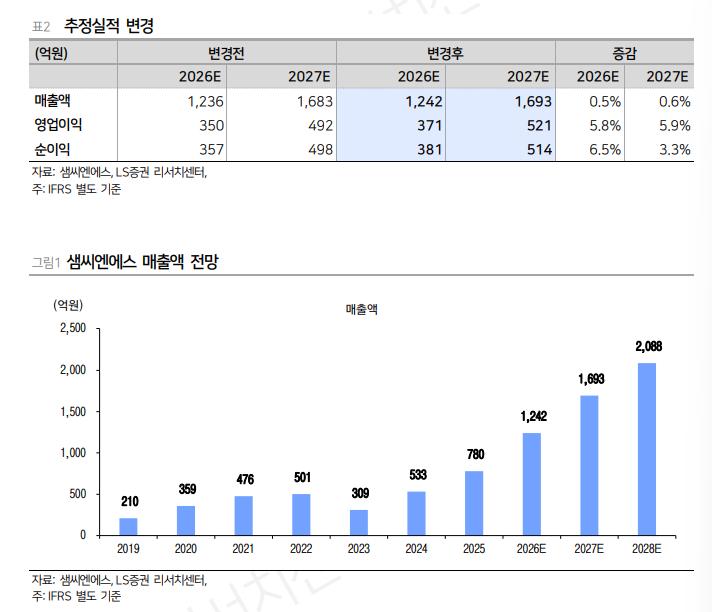 표2 추정실적 변경
(억원) 변경전 변경후 증감
2026E 2027E 2026E 2027E 2026E 2027E
매출액 1,236 1,683 1,242 1,693 0.5% 0.6%
영업이익 350 492 371 521 5.8% 5.9%
순이익 357 498 381 514 6.5% 3.3%
자료: 샘씨엔에스, LS증권 리서치센터,
주: IFRS 별도 기준
그림1 샘씨엔에스 매출액 전망
(억원)
매출액
2,500
2,000
1,500
1,000
500
0
210 359 476 501 309 533 780 1,242 1,693 2,088
2019 2020 2021 2022 2023 2024 2025 2026E 2027E 2028E
자료: 샘씨엔에스, LS증권 리서치센터,
주: IFRS 별도 기준